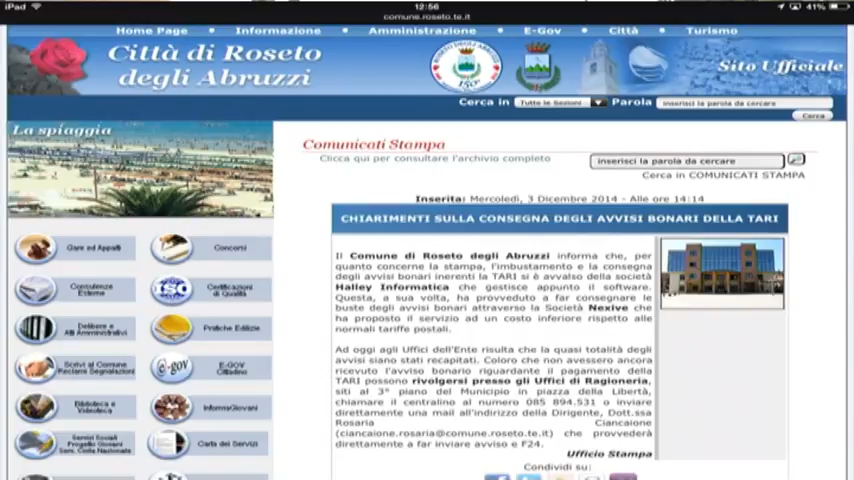 iPad 12:56 41%
comune.roseto.te.it
Home Page • Informazione • Amministrazione • E-Gov • Città • Turismo
Città di Roseto
degli Abruzzi
Sito Ufficiale
Cerca in Tutte le Sezioni Parola inserisci la parola da cercare
Cerca
La spiaggia
Comunicati Stampa
Clicca qui per consultare l'archivio completo
inserisci la parola da cercare
Cerca in COMUNICATI STAMPA
Inserita: Mercoledì, 3 Dicembre 2014 - Alle ore 14:14
CHIARIMENTI SULLA CONSEGNA DEGLI AVVISI BONARI DELLA TARI
Gare ed Appalti
Concorsi
Consulenze
Esterne
Certificazioni
di Qualità
Delibere e
Atti Amministrativi
Pratiche Edilizie
Scrivi al Comune
Reclami Segnalazioni
e-gov
E-GOV
Cittadino
Biblioteca e
Videoteca
InformaGiovani
Servizi Sociali
Progetto Giovani
Serv. Civile Nazionale
Carta dei Servizi
ISO
Il Comune di Roseto degli Abruzzi informa che, per
quanto concerne la stampa, l'imbustamento e la consegna
degli avvisi bonari inerenti la TARI si è avvalso della società
Halley Informatica che gestisce appunto il software.
Questa, a sua volta, ha provveduto a far consegnare le
buste degli avvisi bonari attraverso la Società Nexive che
ha proposto il servizio ad un costo inferiore rispetto alle
normali tariffe postali.
Ad oggi agli Uffici dell'Ente risulta che la quasi totalità degli
avvisi siano stati recapitati. Coloro che non avessero ancora
ricevuto l'avviso bonario riguardante il pagamento della
TARI possono rivolgersi presso gli Uffici di Ragioneria,
siti al 3° piano del Municipio in piazza della Libertà,
chiamare il centralino al numero 085 894.531 o inviare
direttamente una mail all'indirizzo della Dirigente, Dott.ssa
Rosaria Ciancaione
(ciancaione.rosaria@comune.roseto.te.it) che provvederà
direttamente a far inviare avviso e F24.
Ufficio Stampa
Condividi su: